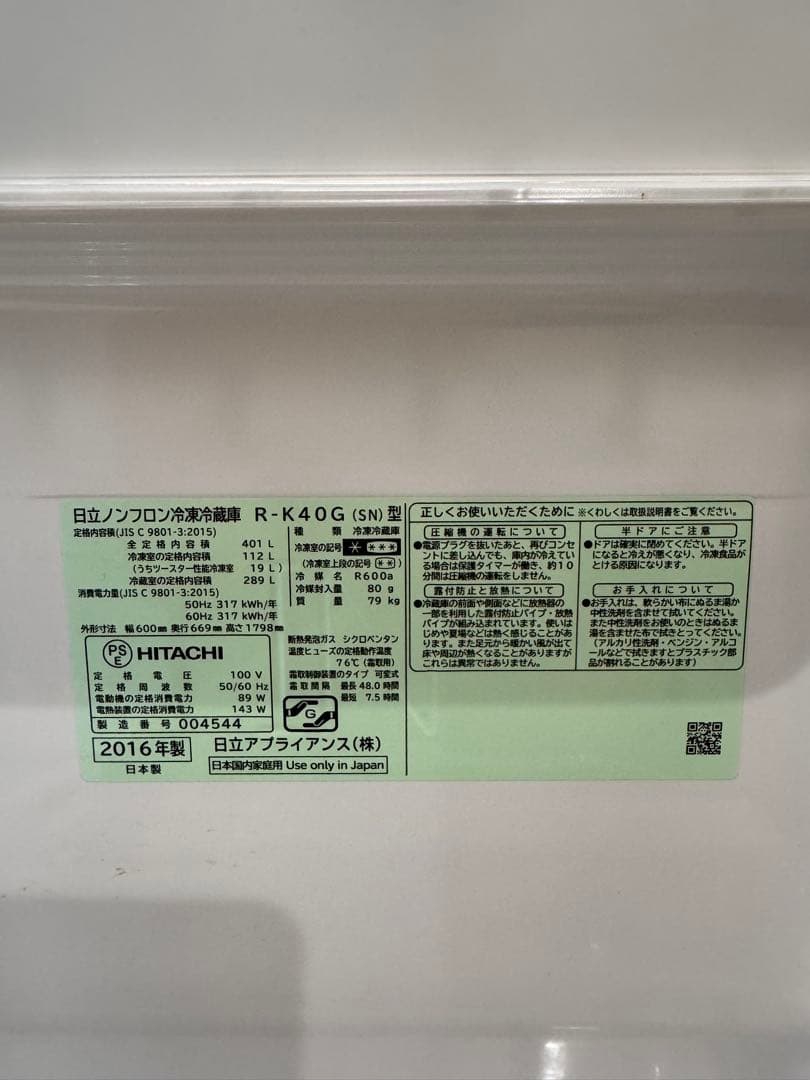 日立ノンフロン冷凍冷蔵庫 R-K40G (SN) 型
定格内容積(JIS C 9801-3:2015)
全定格内容積 401 L
冷凍室の定格内容積 112 L
(うちツースター性能冷凍室 19 L)
冷蔵室の定格内容積 289 L
消費電力量(JIS C 9801-3:2015)
50Hz 317 kWh/年
60Hz 317 kWh/年
外形寸法 幅600mm 奥行669mm 高さ1798mm
種類 冷凍冷蔵庫
冷凍室の記号 ****
(冷凍室上段の記号 **)
冷媒名 R600a
冷媒封入量 80 g
質量 79 kg
PSE HITACHI
定格電圧 100 V
定格周波数 50/60 Hz
電動機の定格消費電力 89 W
電熱装置の定格消費電力 143 W
製造番号 004544
断熱発泡ガス シクロペンタン
温度ヒューズの定格動作温度
76℃ (霜取用)
霜取制御装置のタイプ 可変式
霜取間隔 最長 48.0 時間
最短 7.5 時間
G
2016年製
日本製
日立アプライアンス(株)
日本国内家庭用 Use only in Japan
正しくお使いいただくために ※くわしくは取扱説明書をご覧ください。
圧縮機の運転について
●電源プラグを抜いたあと、再びコンセ
ントに差し込んでも、庫内が冷えてい
る場合は保護タイマーが働き、約10
分間は圧縮機の運転をしません。
露付防止と放熱について
●冷蔵庫の前面や側面などに放熱器の
一部を利用した露付防止パイプ・放熱
パイプが組み込まれています。使いは
じめや夏場などは熱く感じることがあ
ります。また足元から暖かい風が出て
床や周辺が熱くなることがありますが
これらは異常ではありません。
半ドアにご注意
●ドアは確実に閉めてください。半ドア
になると冷えが悪くなり、冷凍食品が
とける原因になります。
お手入れについて
●お手入れは、軟らかい布にぬるま湯か
中性洗剤を含ませて拭いてください。
また中性洗剤をお使いのときはぬるま
湯を含ませた布で拭きとってください。
(アルカリ性洗剤・ベンジン・アルコ
ールなどで拭きますとプラスチック部
品が割れることがあります)